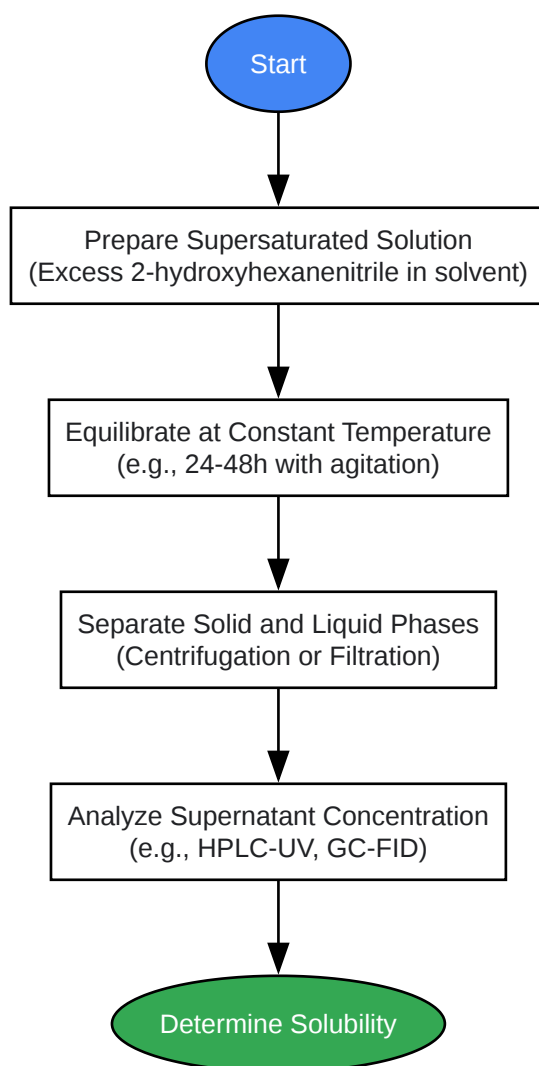 Start
Prepare Supersaturated Solution
(Excess 2-hydroxyhexanenitrile in solvent)
Equilibrate at Constant Temperature
(e.g., 24-48h with agitation)
Separate Solid and Liquid Phases
(Centrifugation or Filtration)
Analyze Supernatant Concentration
(e.g., HPLC-UV, GC-FID)
Determine Solubility